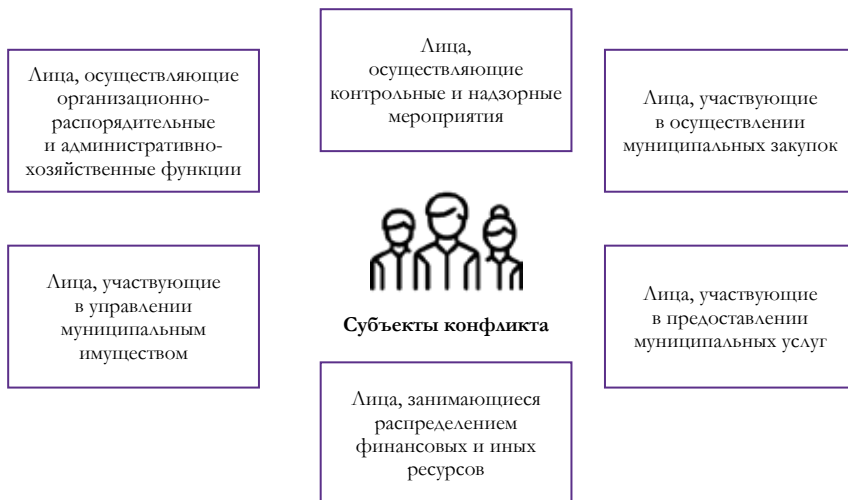 Лица, осуществляющие
организационно-
распорядительные
и административно-
хозяйственные функции
Лица,
осуществляющие
контрольные и надзорные
мероприятия
Лица, участвующие
в осуществлении
муниципальных закупок
Лица, участвующие
в управлении
муниципальным
имуществом
Субъекты конфликта
Лица, участвующие
в предоставлении
муниципальных услуг
Лица, занимающиеся
распределением
финансовых и иных
ресурсов